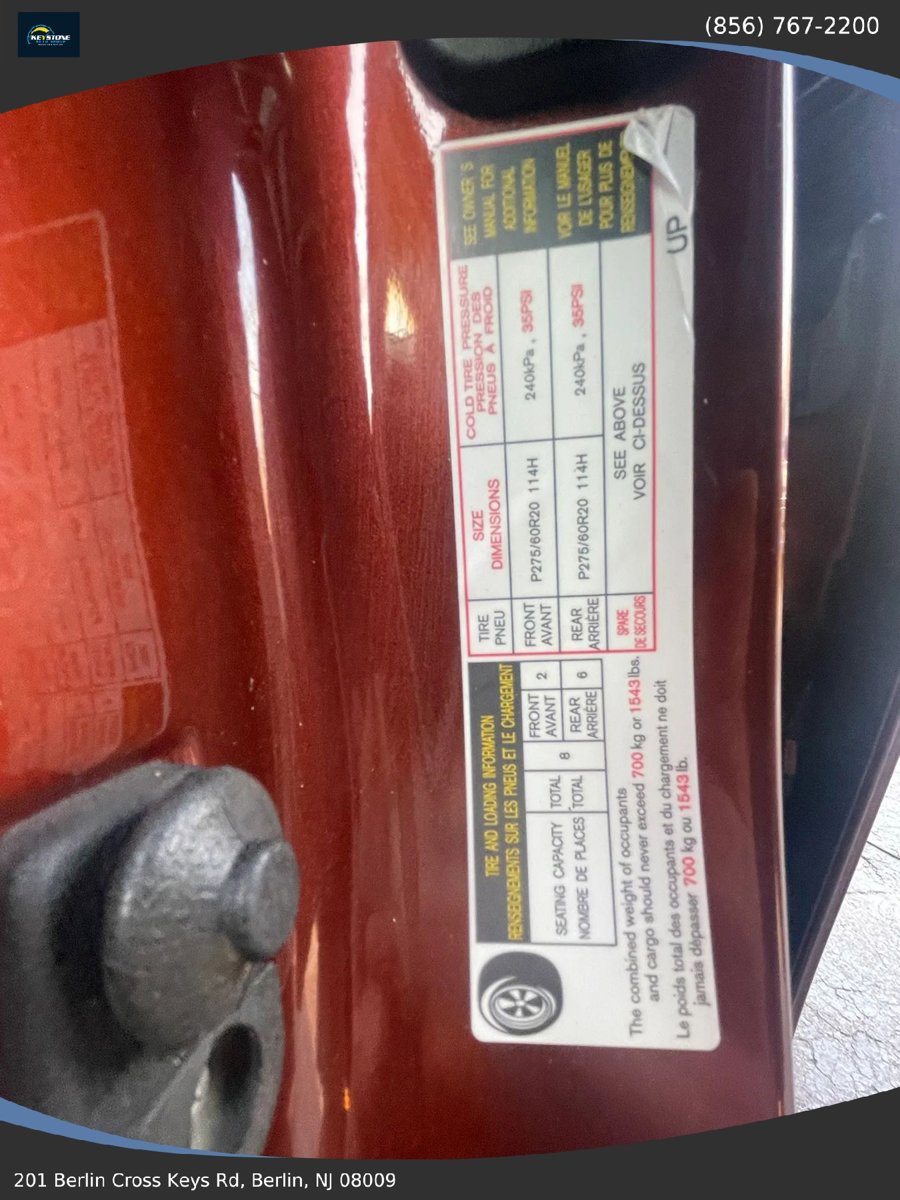 KEYSTONE
(856) 767-2200
TIRE AND LOADING INFORMATION
RENSEIGNEMENTS SUR LES PNEUS ET LE CHARGEMENT
SEATING CAPACITY
NOMBRE DE PLACES
TOTAL
TOTAL
8
FRONT
AVANT
2
REAR
ARRIÈRE
6
The combined weight of occupants
and cargo should never exceed 700 kg or 1543 lbs.
Le poids total des occupants et du chargement ne doit
jamais dépasser 700 kg ou 1543 lb.
TIRE
PNEU
SIZE
DIMENSIONS
COLD TIRE PRESSURE
PRESSION DES
PNEUS À FROID
FRONT
AVANT
P275/60R20 114H
240kPa, 35PSI
REAR
ARRIÈRE
P275/60R20 114H
240kPa, 35PSI
SPARE
DE SECOURS
SEE ABOVE
VOIR CI-DESSUS
SEE OWNER'S
MANUAL FOR
ADDITIONAL
INFORMATION
VOIR LE MANUEL
DE L'USAGER
POUR PLUS DE
UP
201 Berlin Cross Keys Rd, Berlin, NJ 08009